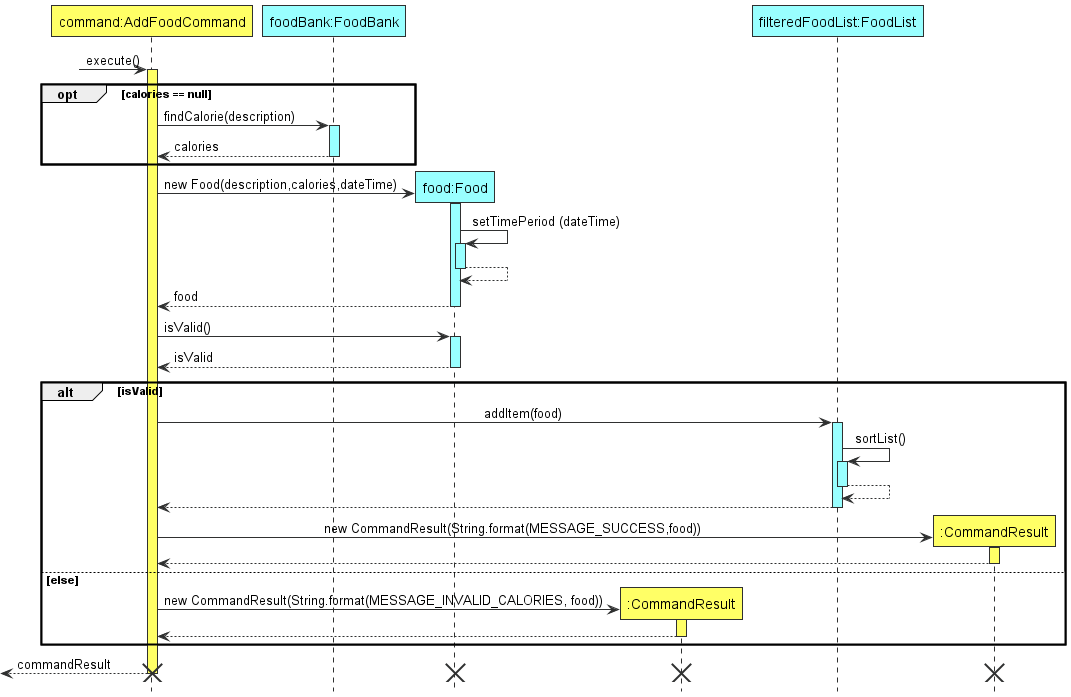 command:AddFoodCommand
foodBank:FoodBank
filteredFoodList:FoodList
execute()
opt
[calories == null]
findCalorie(description)
calories
new Food(description,calories,dateTime)
food:Food
setTimePeriod (dateTime)
food
isValid()
isValid
alt
[isValid]
addItem(food)
sortList()
new CommandResult(String.format(MESSAGE_SUCCESS,food))
:CommandResult
[else]
new CommandResult(String.format(MESSAGE_INVALID_CALORIES, food))
:CommandResult
commandResult